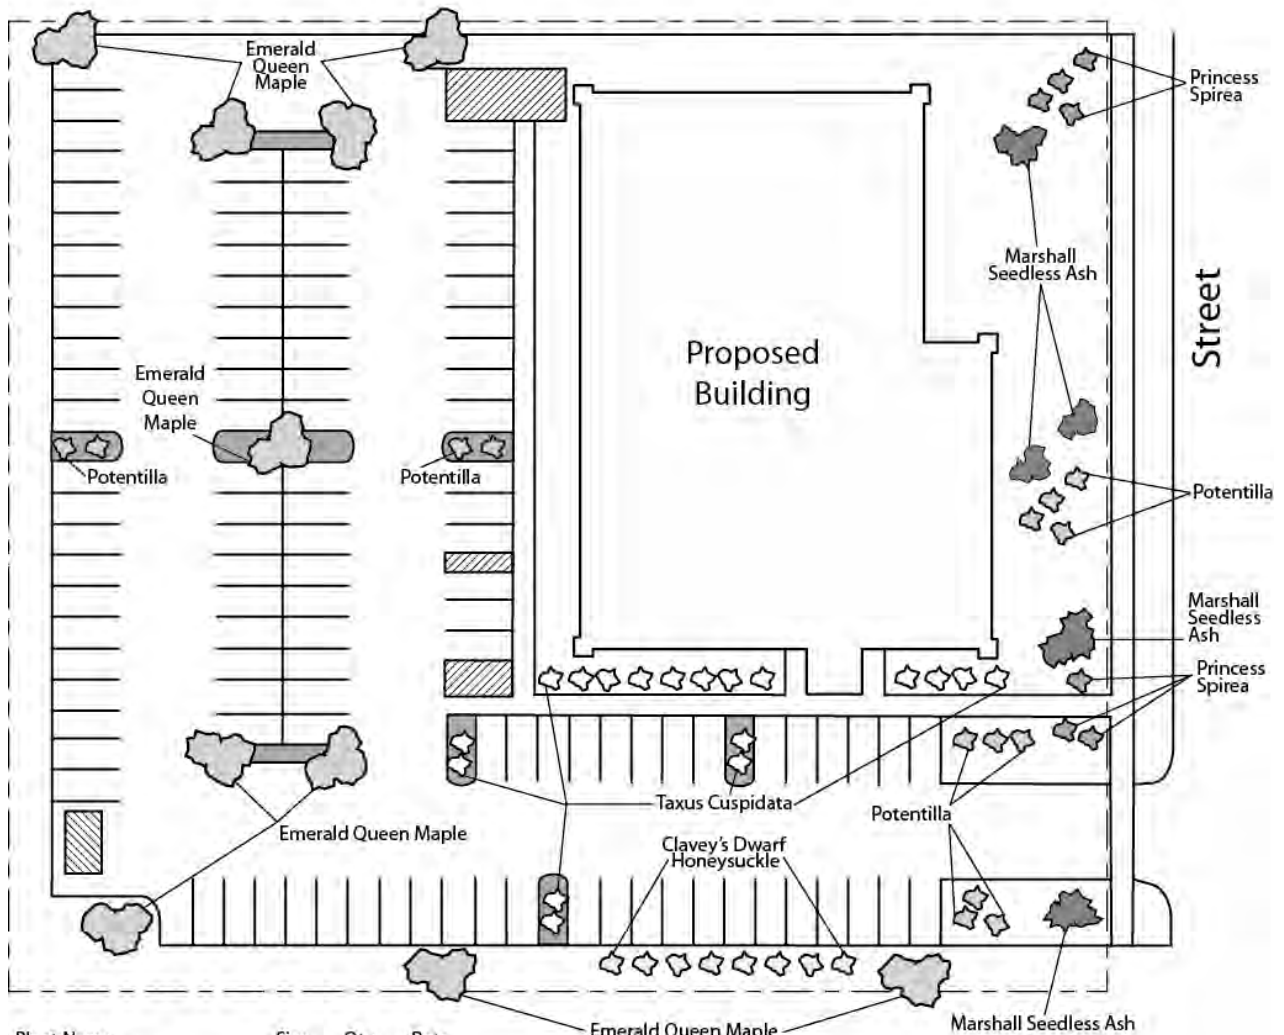 Emerald
Queen
Maple
Princess
Spirea
Marshall
Seedless Ash
Street
Proposed
Building
Emerald
Queen
Maple
Potentilla
Potentilla
Potentilla
Marshall
Seedless
Ash
Princess
Spirea
Taxus Cuspidata
Potentilla
Emerald Queen Maple
Clavey's Dwarf
Honeysuckle
Emerald Queen Maple
Marshall Seedless Ash